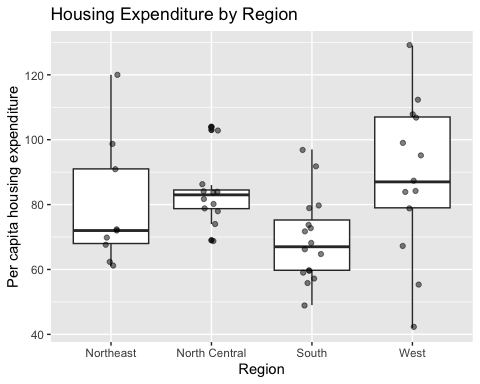 Housing Expenditure by Region
Per capita housing expenditure
120
100
80
60
40
Northeast North Central South West
Region